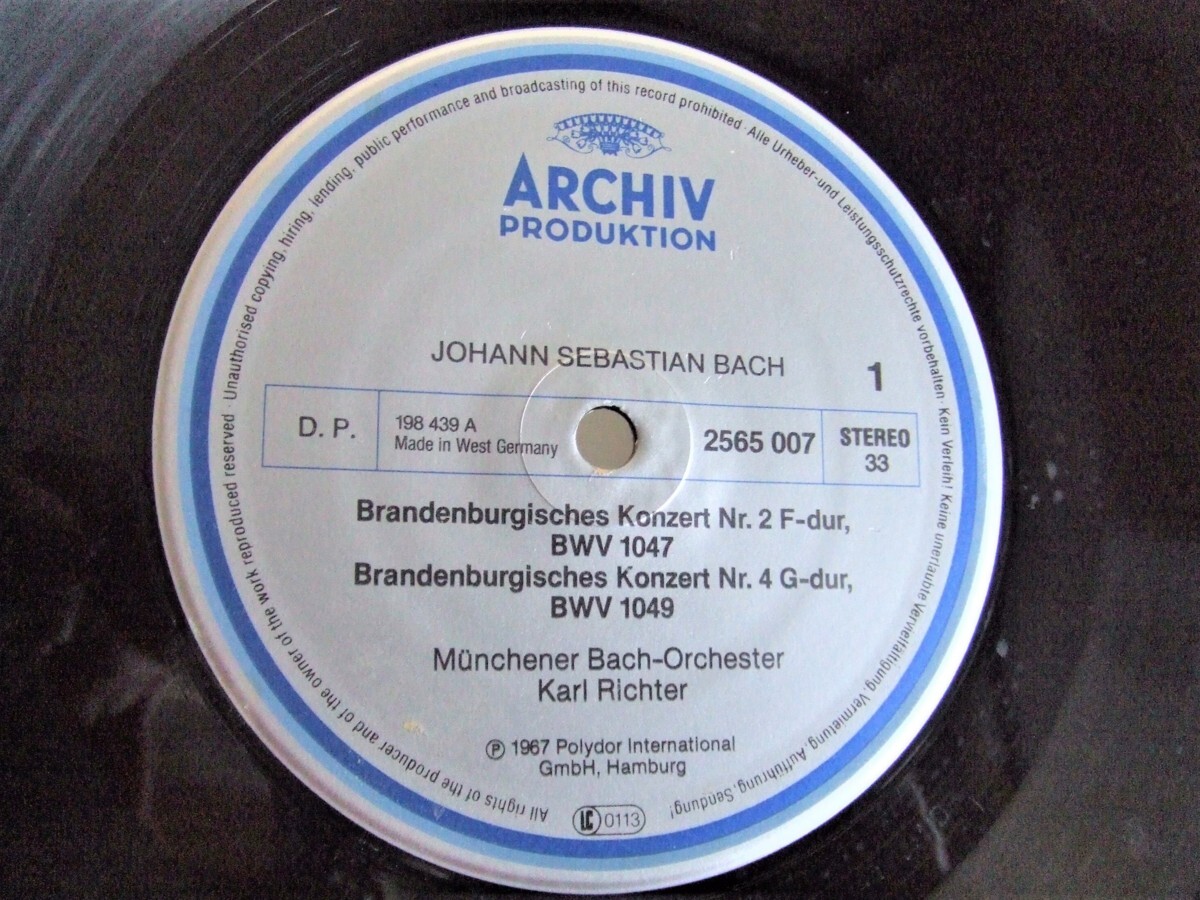 ARCHIV
PRODUKTION
JOHANN SEBASTIAN BACH
1
D. P.
198 439 A
Made in West Germany
2565 007
STEREO
33
Brandenburgisches Konzert Nr. 2 F-dur,
BWV 1047
Brandenburgisches Konzert Nr. 4 G-dur,
BWV 1049
Münchener Bach-Orchester
Karl Richter
℗ 1967 Polydor International
GmbH, Hamburg
LC 0113
All rights of the producer and of the owner of the work reproduced reserved · Unauthorised copying, hiring, lending, public performance and broadcasting of this record prohibited · Alle Urheber-und Leistungsschutzrechte vorbehalten · Kein Verleih! Keine unerlaubte Vervielfältigung, Vermietung, Aufführung, Sendung!